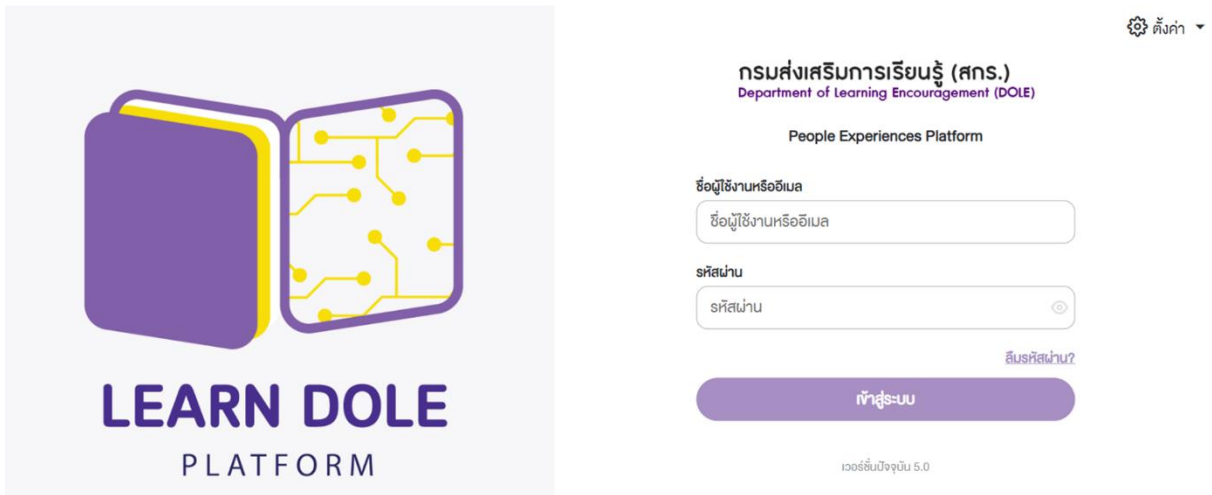 LEARN DOLE
PLATFORM
ตั้งค่า
กรมส่งเสริมการเรียนรู้ (สกร.)
Department of Learning Encouragement (DOLE)
People Experiences Platform
ชื่อผู้ใช้งานหรืออีเมล
ชื่อผู้ใช้งานหรืออีเมล
รหัสผ่าน
รหัสผ่าน
ลืมรหัสผ่าน?
เข้าสู่ระบบ
เวอร์ชั่นปัจจุบัน 5.0